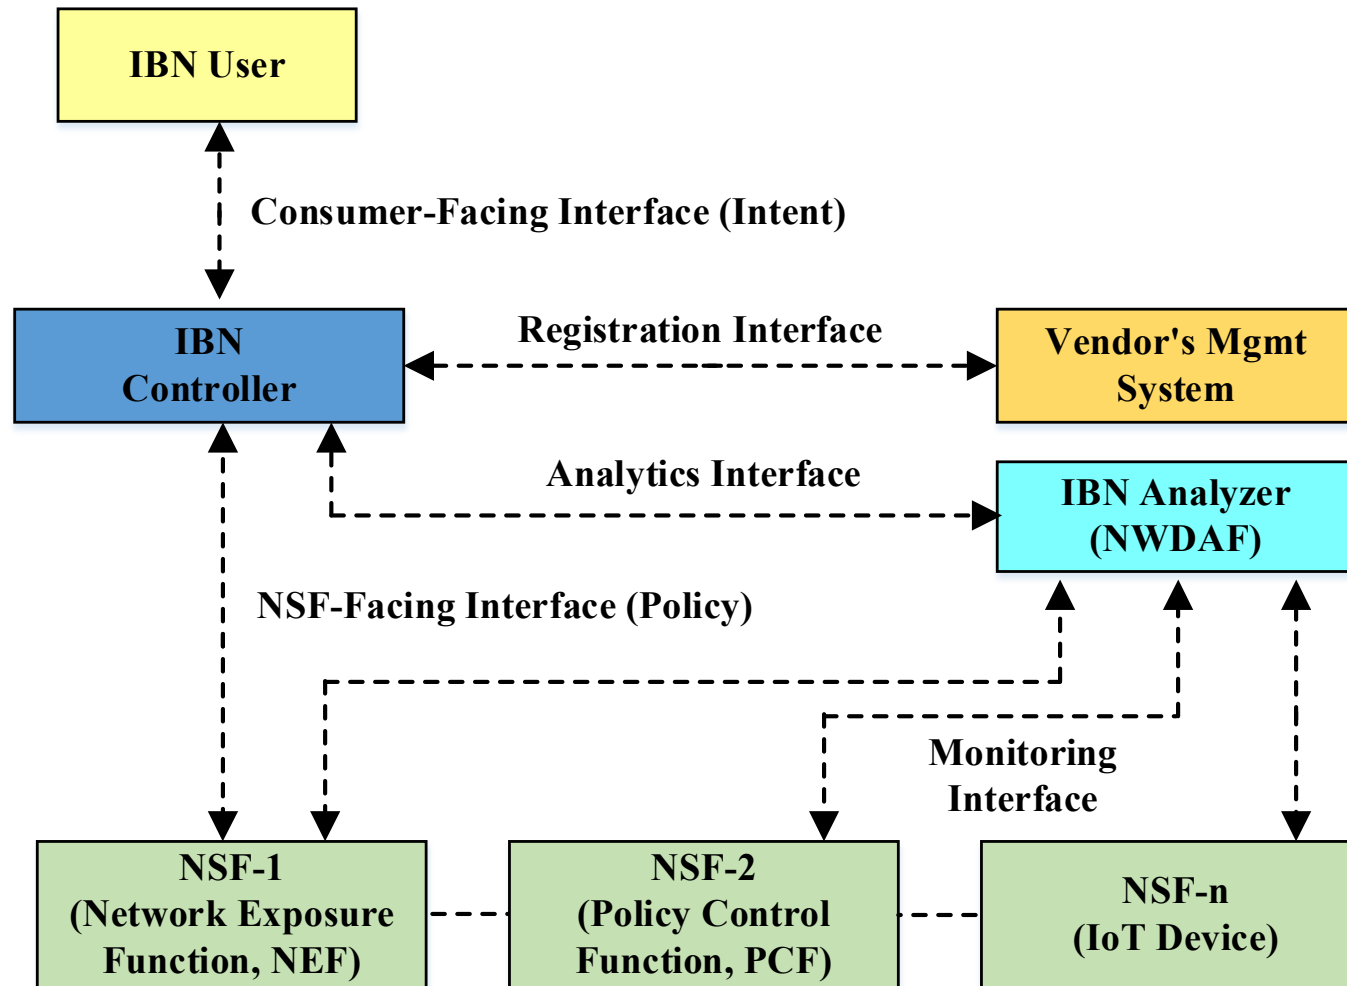 IBN User
Consumer-Facing Interface (Intent)
IBN
Controller
Registration Interface
Vendor's Mgmt
System
Analytics Interface
IBN Analyzer
(NWDAF)
NSF-Facing Interface (Policy)
Monitoring
Interface
NSF-1
(Network Exposure
Function, NEF)
NSF-2
(Policy Control
Function, PCF)
NSF-n
(IoT Device)